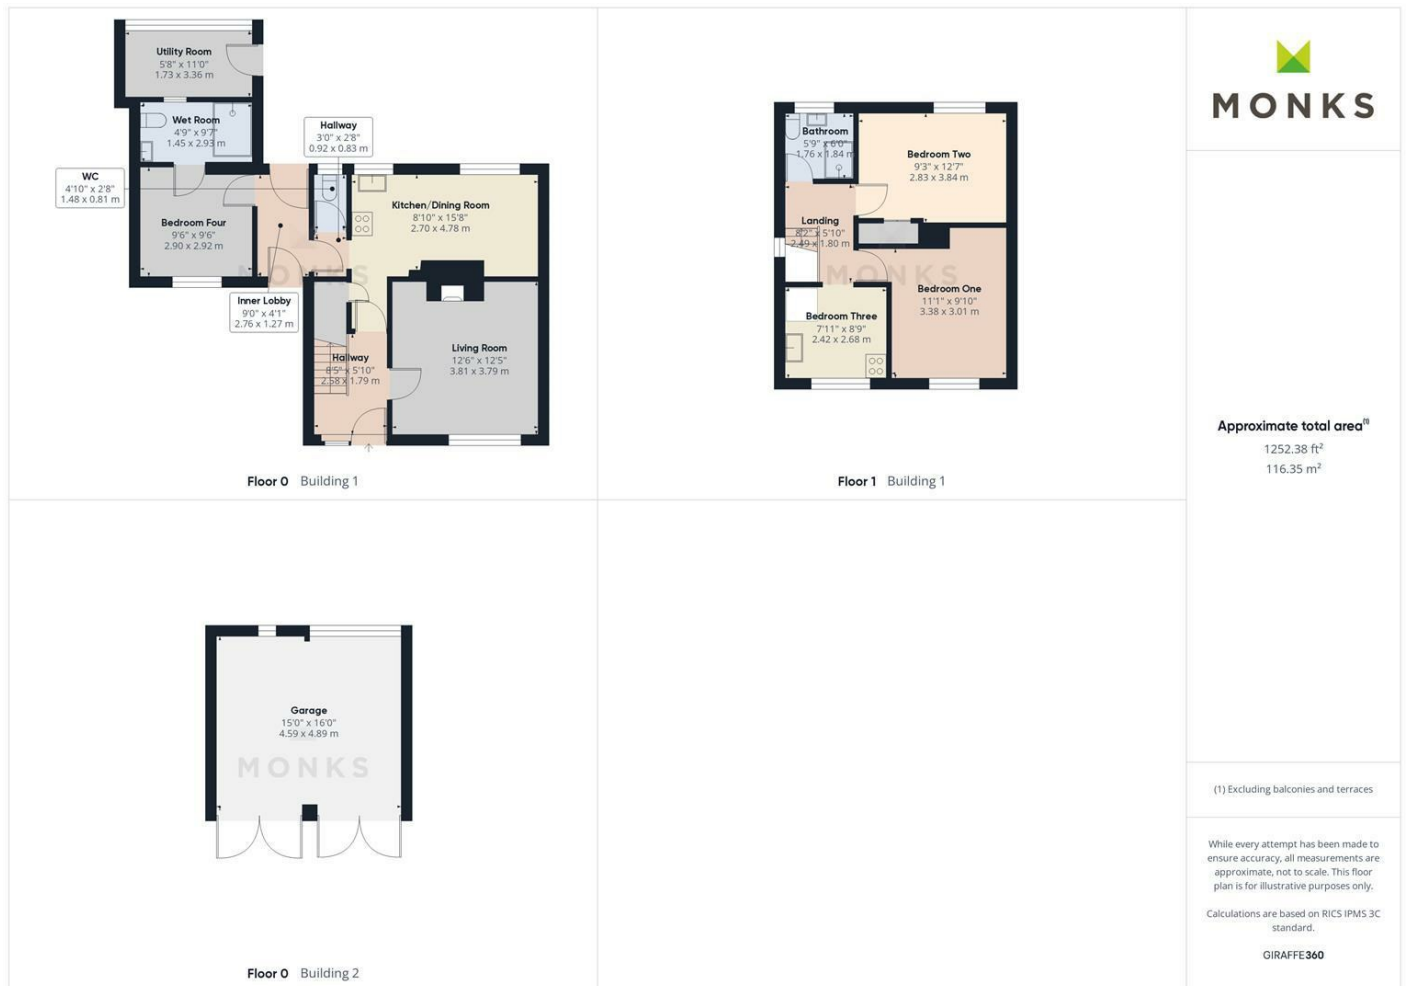 Utility Room
5'8" x 11'0"
1.73 x 3.36 m
Wet Room
4'9" x 9'7"
1.45 x 2.93 m
Hallway
3'0" x 2'8"
0.92 x 0.83 m
WC
4'10" x 2'8"
1.48 x 0.81 m
Bedroom Four
9'6" x 9'6"
2.90 x 2.92 m
Kitchen/Dining Room
8'10" x 15'8"
2.70 x 4.78 m
MONKS
Inner Lobby
9'0" x 4'1"
2.76 x 1.27 m
Hallway
8'5" x 5'10"
2.58 x 1.79 m
Living Room
12'6" x 12'5"
3.81 x 3.79 m
Floor 0 Building 1
Bathroom
5'9" x 6'0"
1.76 x 1.84 m
Bedroom Two
9'3" x 12'7"
2.83 x 3.84 m
Landing
8'2" x 5'10"
2.49 x 1.80 m
MONKS
Bedroom One
11'1" x 9'10"
3.38 x 3.01 m
Bedroom Three
7'11" x 8'9"
2.42 x 2.68 m
Floor 1 Building 1
Garage
15'0" x 16'0"
4.59 x 4.89 m
MONKS
Floor 0 Building 2
MONKS
Approximate total area(1)
1252.38 ft²
116.35 m²
(1) Excluding balconies and terraces
While every attempt has been made to
ensure accuracy, all measurements are
approximate, not to scale. This floor
plan is for illustrative purposes only.
Calculations are based on RICS IPMS 3C
standard.
GIRAFFE360